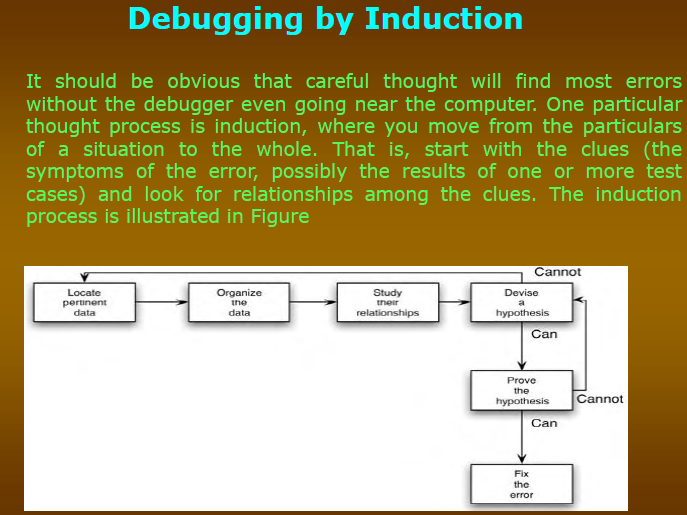 Debugging by Induction
It should be obvious that careful thought will find most errors
without the debugger even going near the computer. One particular
thought process is induction, where you move from the particulars
of a situation to the whole. That is, start with the clues (the
symptoms of the error, possibly the results of one or more test
cases) and look for relationships among the clues. The induction
process is illustrated in Figure
Cannot
Locate
pertinent
data
Organize
the
data
Study
their
relationships
Devise
a
hypothesis
Can
Prove
the
hypothesis
Cannot
Can
Fix
the
error